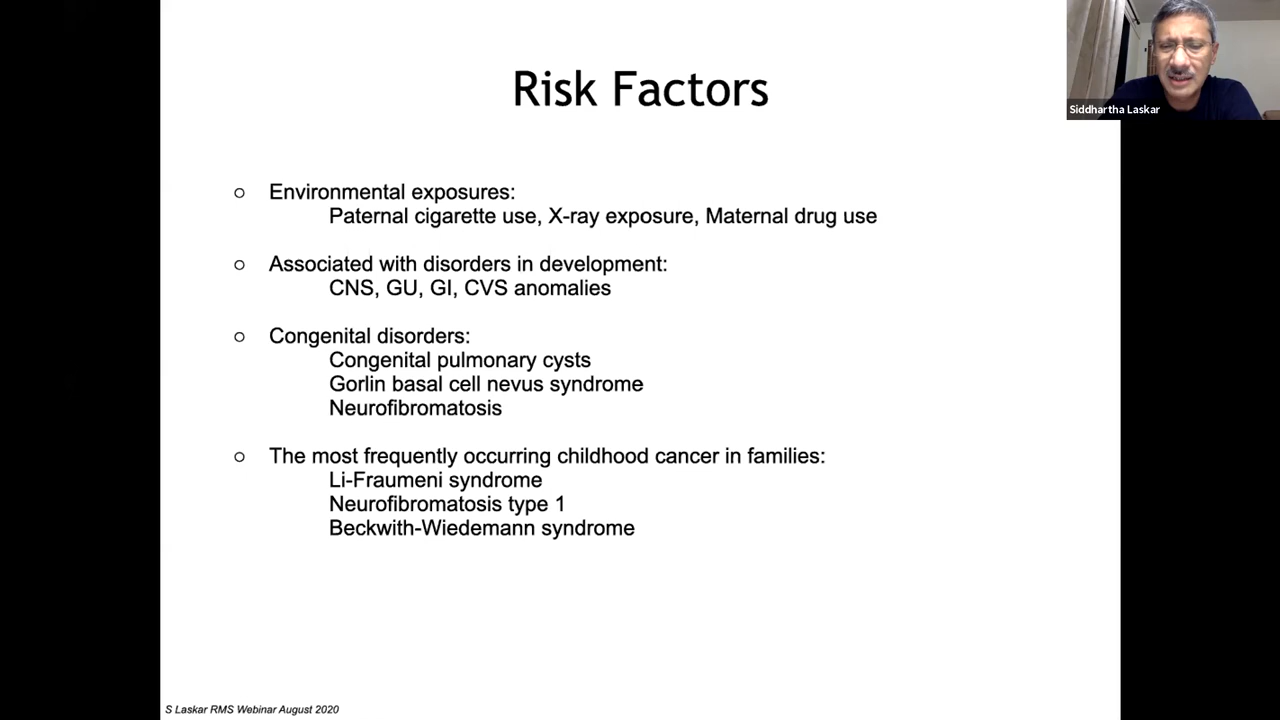 Risk Factors
Siddhartha Laskar
○ Environmental exposures:
Paternal cigarette use, X-ray exposure, Maternal drug use
○ Associated with disorders in development:
CNS, GU, GI, CVS anomalies
○ Congenital disorders:
Congenital pulmonary cysts
Gorlin basal cell nevus syndrome
Neurofibromatosis
○ The most frequently occurring childhood cancer in families:
Li-Fraumeni syndrome
Neurofibromatosis type 1
Beckwith-Wiedemann syndrome
S Laskar RMS Webinar August 2020